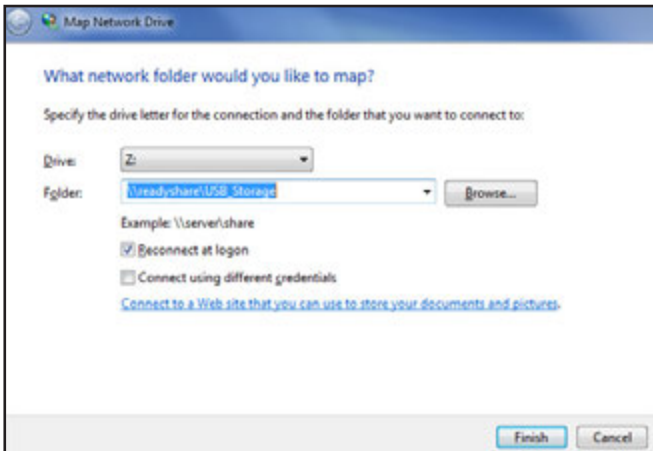 Map Network Drive
What network folder would you like to map?
Specify the drive letter for the connection and the folder that you want to connect to:
Drive: Z:
Folder: \\readyshare\USB_Storage Browse...
Example: \\server\share
Reconnect at logon
Connect using different credentials
Connect to a Web site that you can use to store your documents and pictures.
Finish Cancel